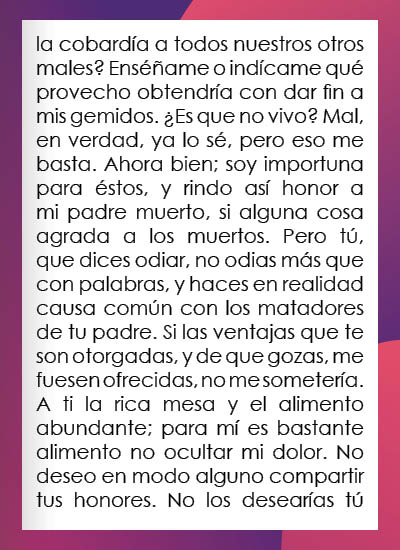 la cobardía a todos nuestros otros
males? Enséñame o indícame qué
provecho obtendría con dar fin a
mis gemidos. ¿Es que no vivo? Mal,
en verdad, ya lo sé, pero eso me
basta. Ahora bien; soy importuna
para éstos, y rindo así honor a
mi padre muerto, si alguna cosa
agrada a los muertos. Pero tú,
que dices odiar, no odias más que
con palabras, y haces en realidad
causa común con los matadores
de tu padre. Si las ventajas que te
son otorgadas, y de que gozas, me
fuesen ofrecidas, no me sometería.
A ti la rica mesa y el alimento
abundante; para mí es bastante
alimento no ocultar mi dolor. No
deseo en modo alguno compartir
tus honores. No los desearías tú